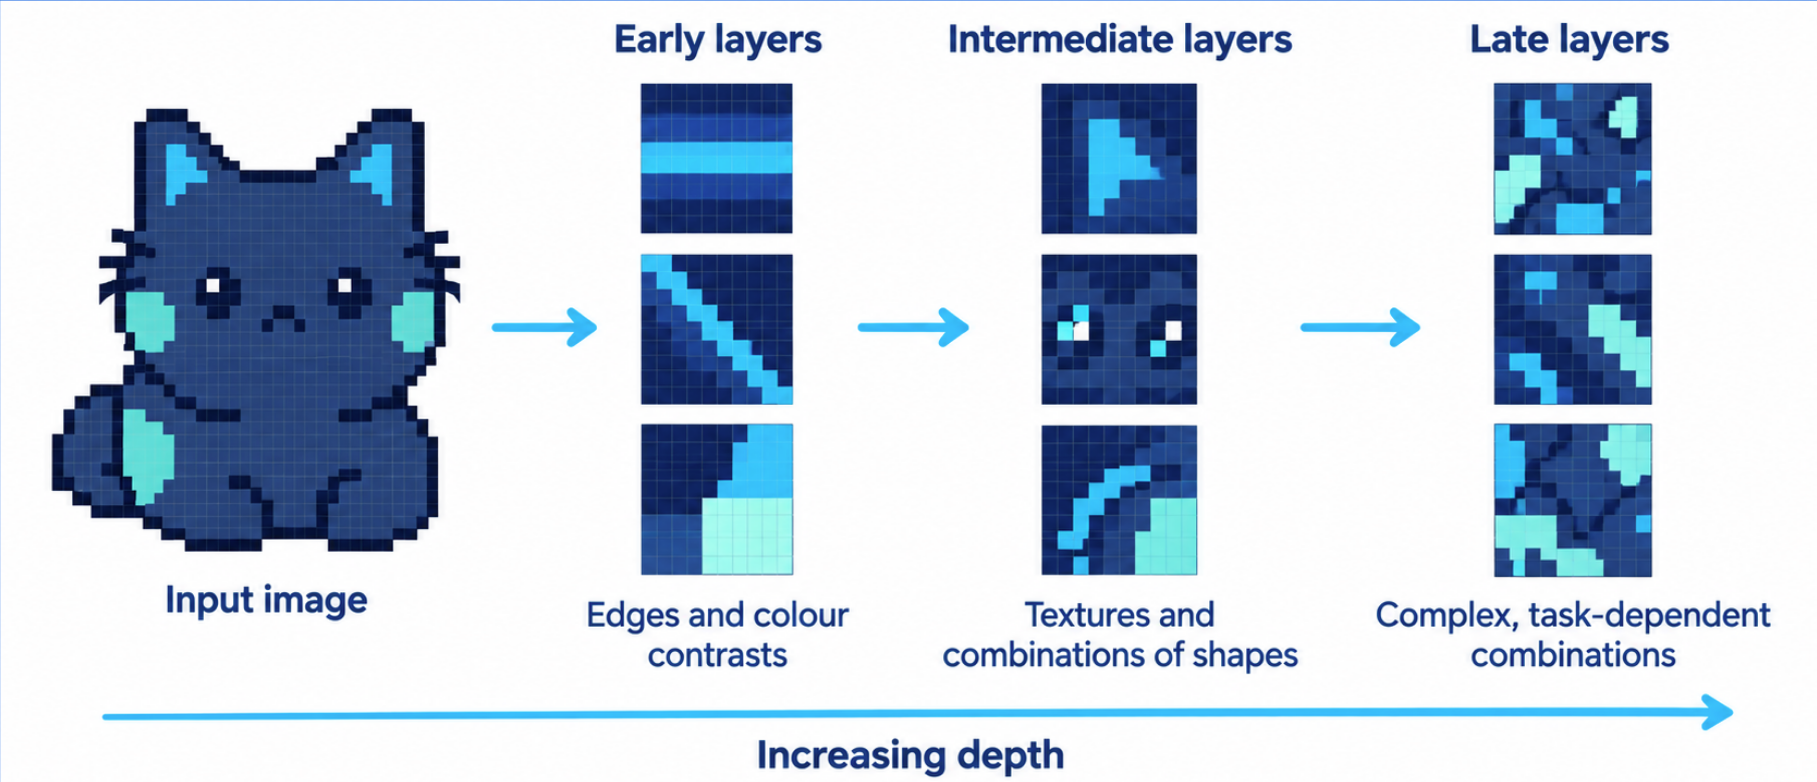 Early layers
Intermediate layers
Late layers
Input image
Edges and colour
contrasts
Textures and
combinations of shapes
Complex, task-dependent
combinations
Increasing depth